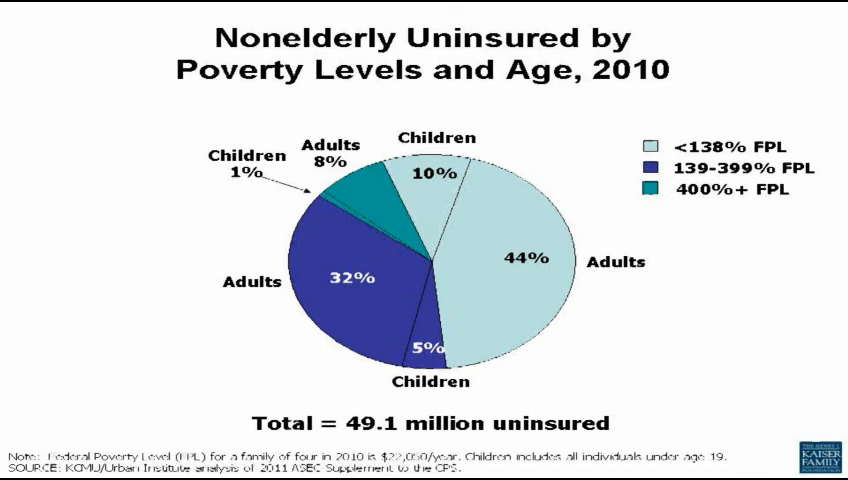 Nonelderly Uninsured by
Poverty Levels and Age, 2010
Children
1%
Adults
8%
Children
10%
<138% FPL
139-399% FPL
400%+ FPL
44%
Adults
Adults
32%
5%
Children
Total = 49.1 million uninsured
Note: Federal Poverty Level (FPL) for a family of four in 2010 is $22,050/year. Children includes all individuals under age 19.
SOURCE: KCMU/Urban Institute analysis of 2011 ASEC Supplement to the CPS.
THE HENRY J.
KAISER
FAMILY
FOUNDATION